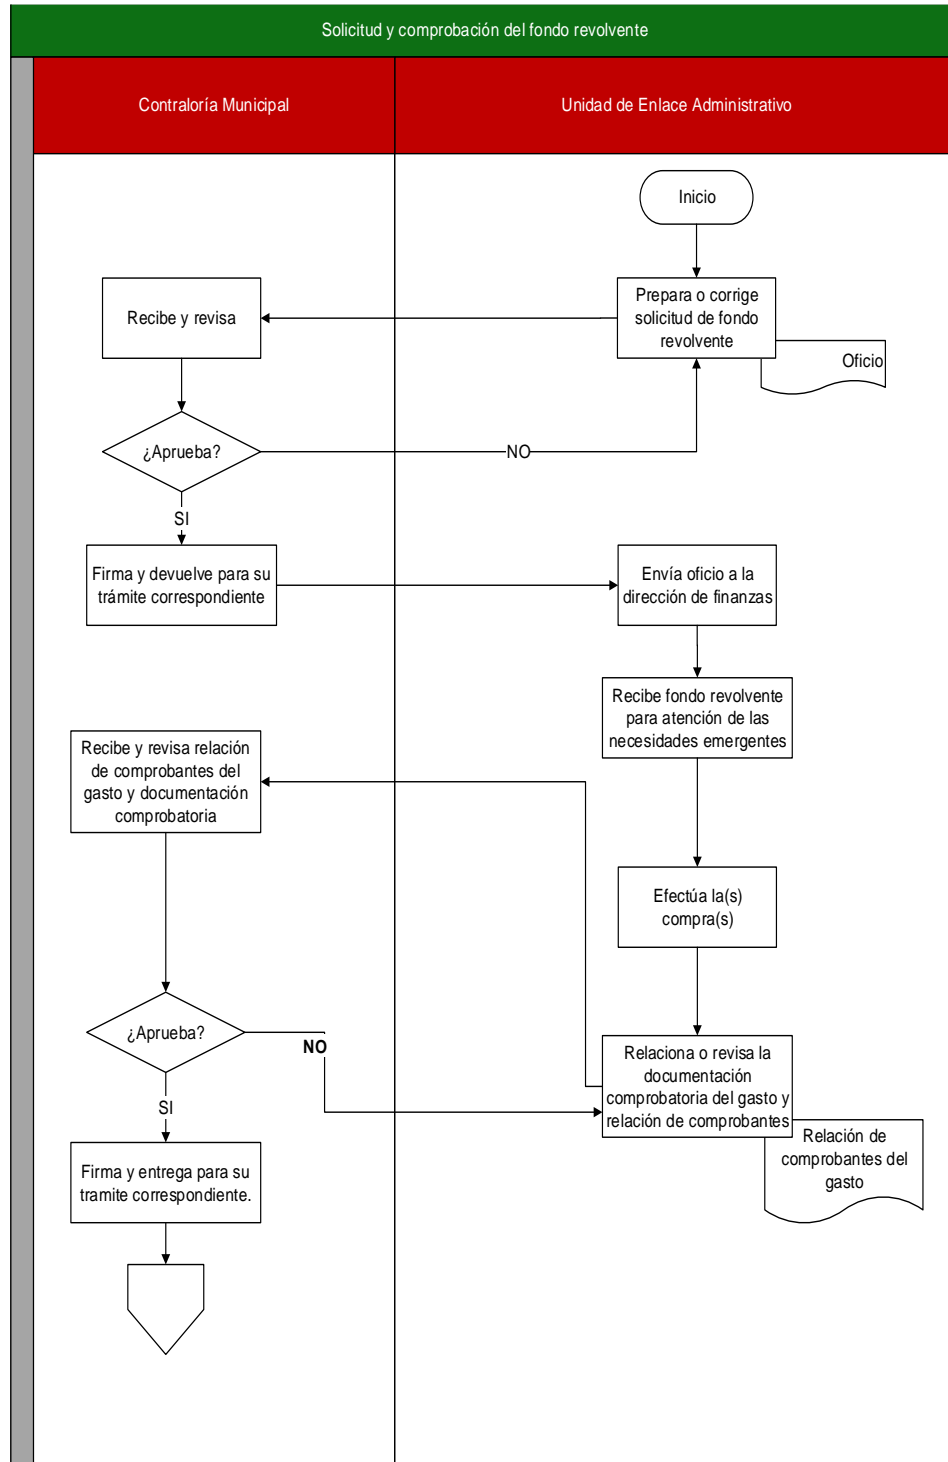 Solicitud y comprobación del fondo revolvente
Contraloría Municipal
Unidad de Enlace Administrativo
Inicio
Prepara o corrige
solicitud de fondo
revolvente
Oficio
Recibe y revisa
¿Aprueba?
NO
SI
Firma y devuelve para su
trámite correspondiente
Envía oficio a la
dirección de finanzas
Recibe fondo revolvente
para atención de las
necesidades emergentes
Efectúa la(s)
compra(s)
Relaciona o revisa la
documentación
comprobatoria del gasto y
relación de comprobantes
Relación de
comprobantes del
gasto
Recibe y revisa relación
de comprobantes del
gasto y documentación
comprobatoria
¿Aprueba?
NO
SI
Firma y entrega para su
tramite correspondiente.